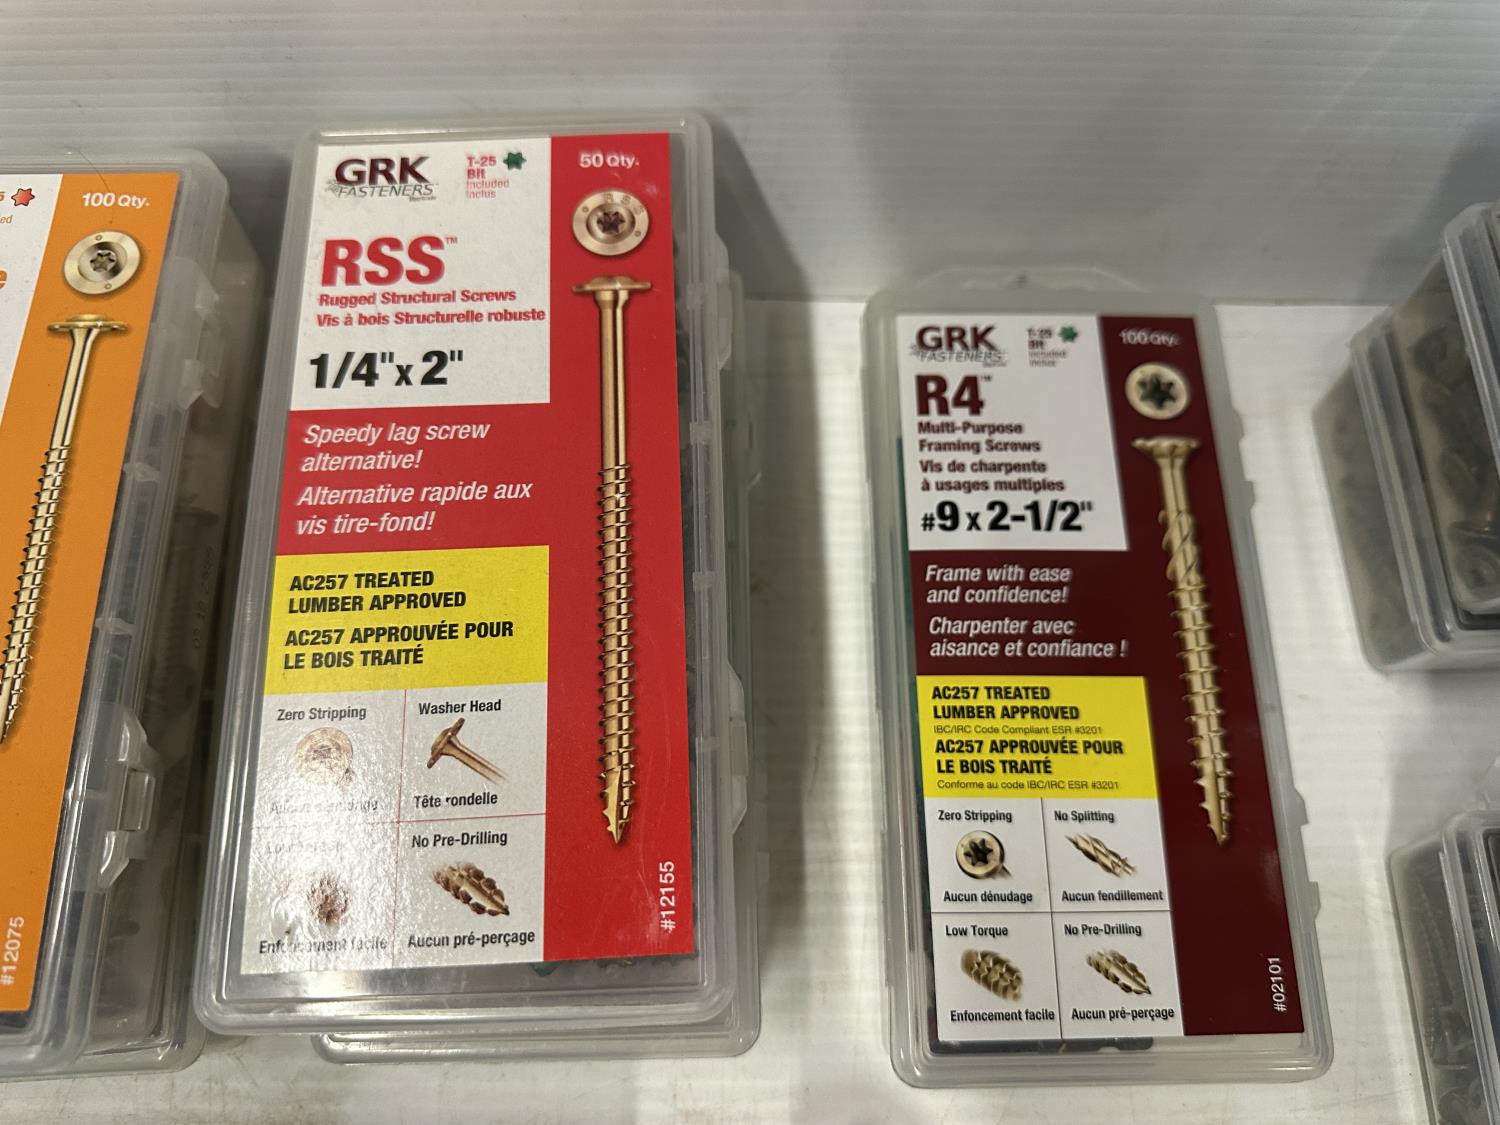 100 Qty.
#12075
GRK
FASTENERS
T-25
Bit
Included
Inclus
50 Qty.
RSS™
Rugged Structural Screws
Vis à bois Structurelle robuste
1/4" x 2"
Speedy lag screw
alternative!
Alternative rapide aux
vis tire-fond!
AC257 TREATED
LUMBER APPROVED
AC257 APPROUVÉE POUR
LE BOIS TRAITÉ
Zero Stripping
Washer Head
Tête rondelle
No Pre-Drilling
Enfoncement facile
Aucun pré-perçage
#12155
GRK
FASTENERS
T-25
Bit
Included
Inclus
100 Qty.
R4™
Multi-Purpose
Framing Screws
Vis de charpente
à usages multiples
#9 x 2-1/2"
Frame with ease
and confidence!
Charpenter avec
aisance et confiance !
AC257 TREATED
LUMBER APPROVED
IBC/IRC Code Compliant ESR #3201
AC257 APPROUVÉE POUR
LE BOIS TRAITÉ
Conforme au code IBC/IRC ESR #3201
Zero Stripping
No Splitting
Aucun dénudage
Aucun fendillement
Low Torque
No Pre-Drilling
Enfoncement facile
Aucun pré-perçage
#02101